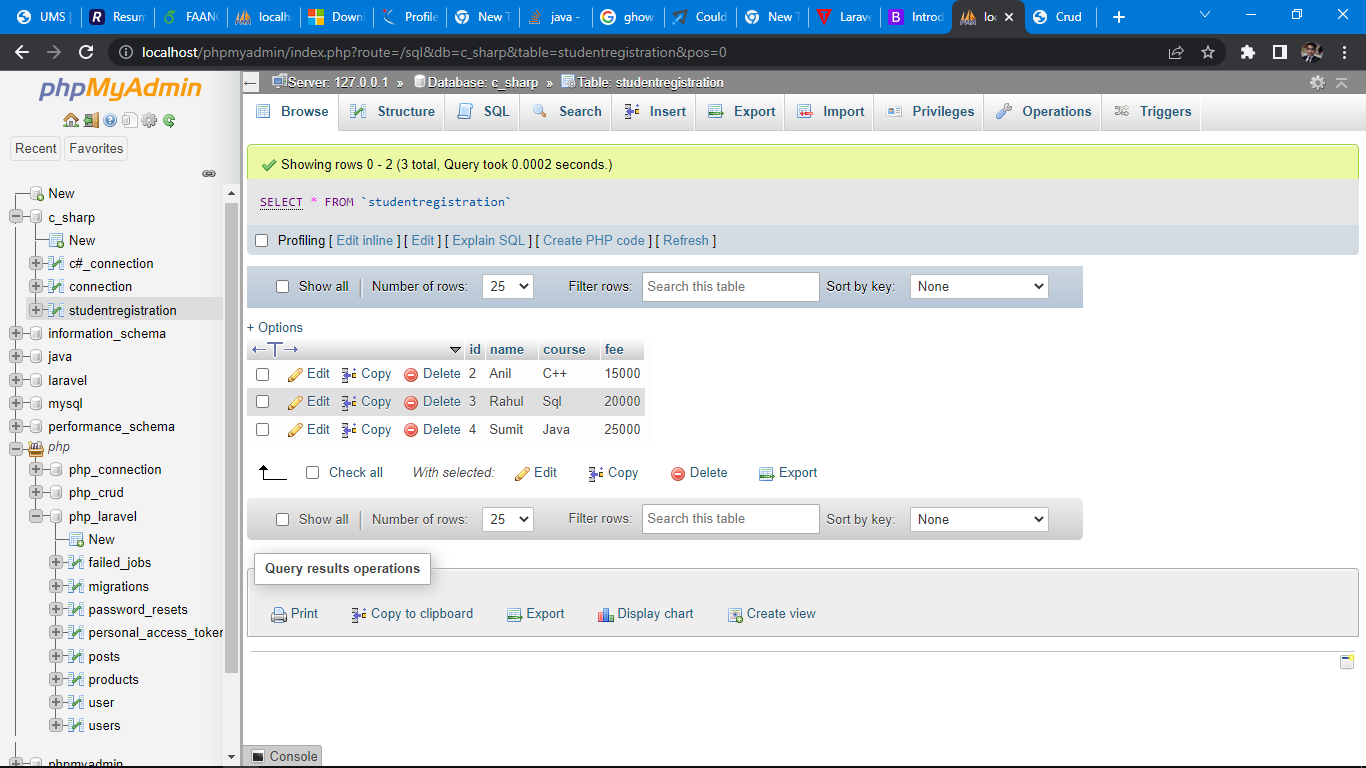 UMS |
Resum
FAANG
localh
Downl
Profile
New T
java -
ghow
Could
New T
Larave
Introd
loc
Crud
localhost/phpmyadmin/index.php?route=/sql&db=c_sharp&table=studentregistration&pos=0
phpMyAdmin
Recent
Favorites
New
c_sharp
New
c#_connection
connection
studentregistration
information_schema
java
laravel
mysql
performance_schema
php
php_connection
php_crud
php_laravel
New
failed_jobs
migrations
password_resets
personal_access_token
posts
products
user
users
phpmyadmin
Server: 127.0.0.1 » Database: c_sharp » Table: studentregistration
Browse Structure SQL Search Insert Export Import Privileges Operations Triggers
Showing rows 0 - 2 (3 total, Query took 0.0002 seconds.)
SELECT * FROM `studentregistration`
Profiling [ Edit inline ] [ Edit ] [ Explain SQL ] [ Create PHP code ] [ Refresh ]
Show all Number of rows: 25 Filter rows: Search this table Sort by key: None
+ Options
id name course fee
Edit Copy Delete 2 Anil C++ 15000
Edit Copy Delete 3 Rahul Sql 20000
Edit Copy Delete 4 Sumit Java 25000
Check all With selected: Edit Copy Delete Export
Show all Number of rows: 25 Filter rows: Search this table Sort by key: None
Query results operations
Print Copy to clipboard Export Display chart Create view
Console